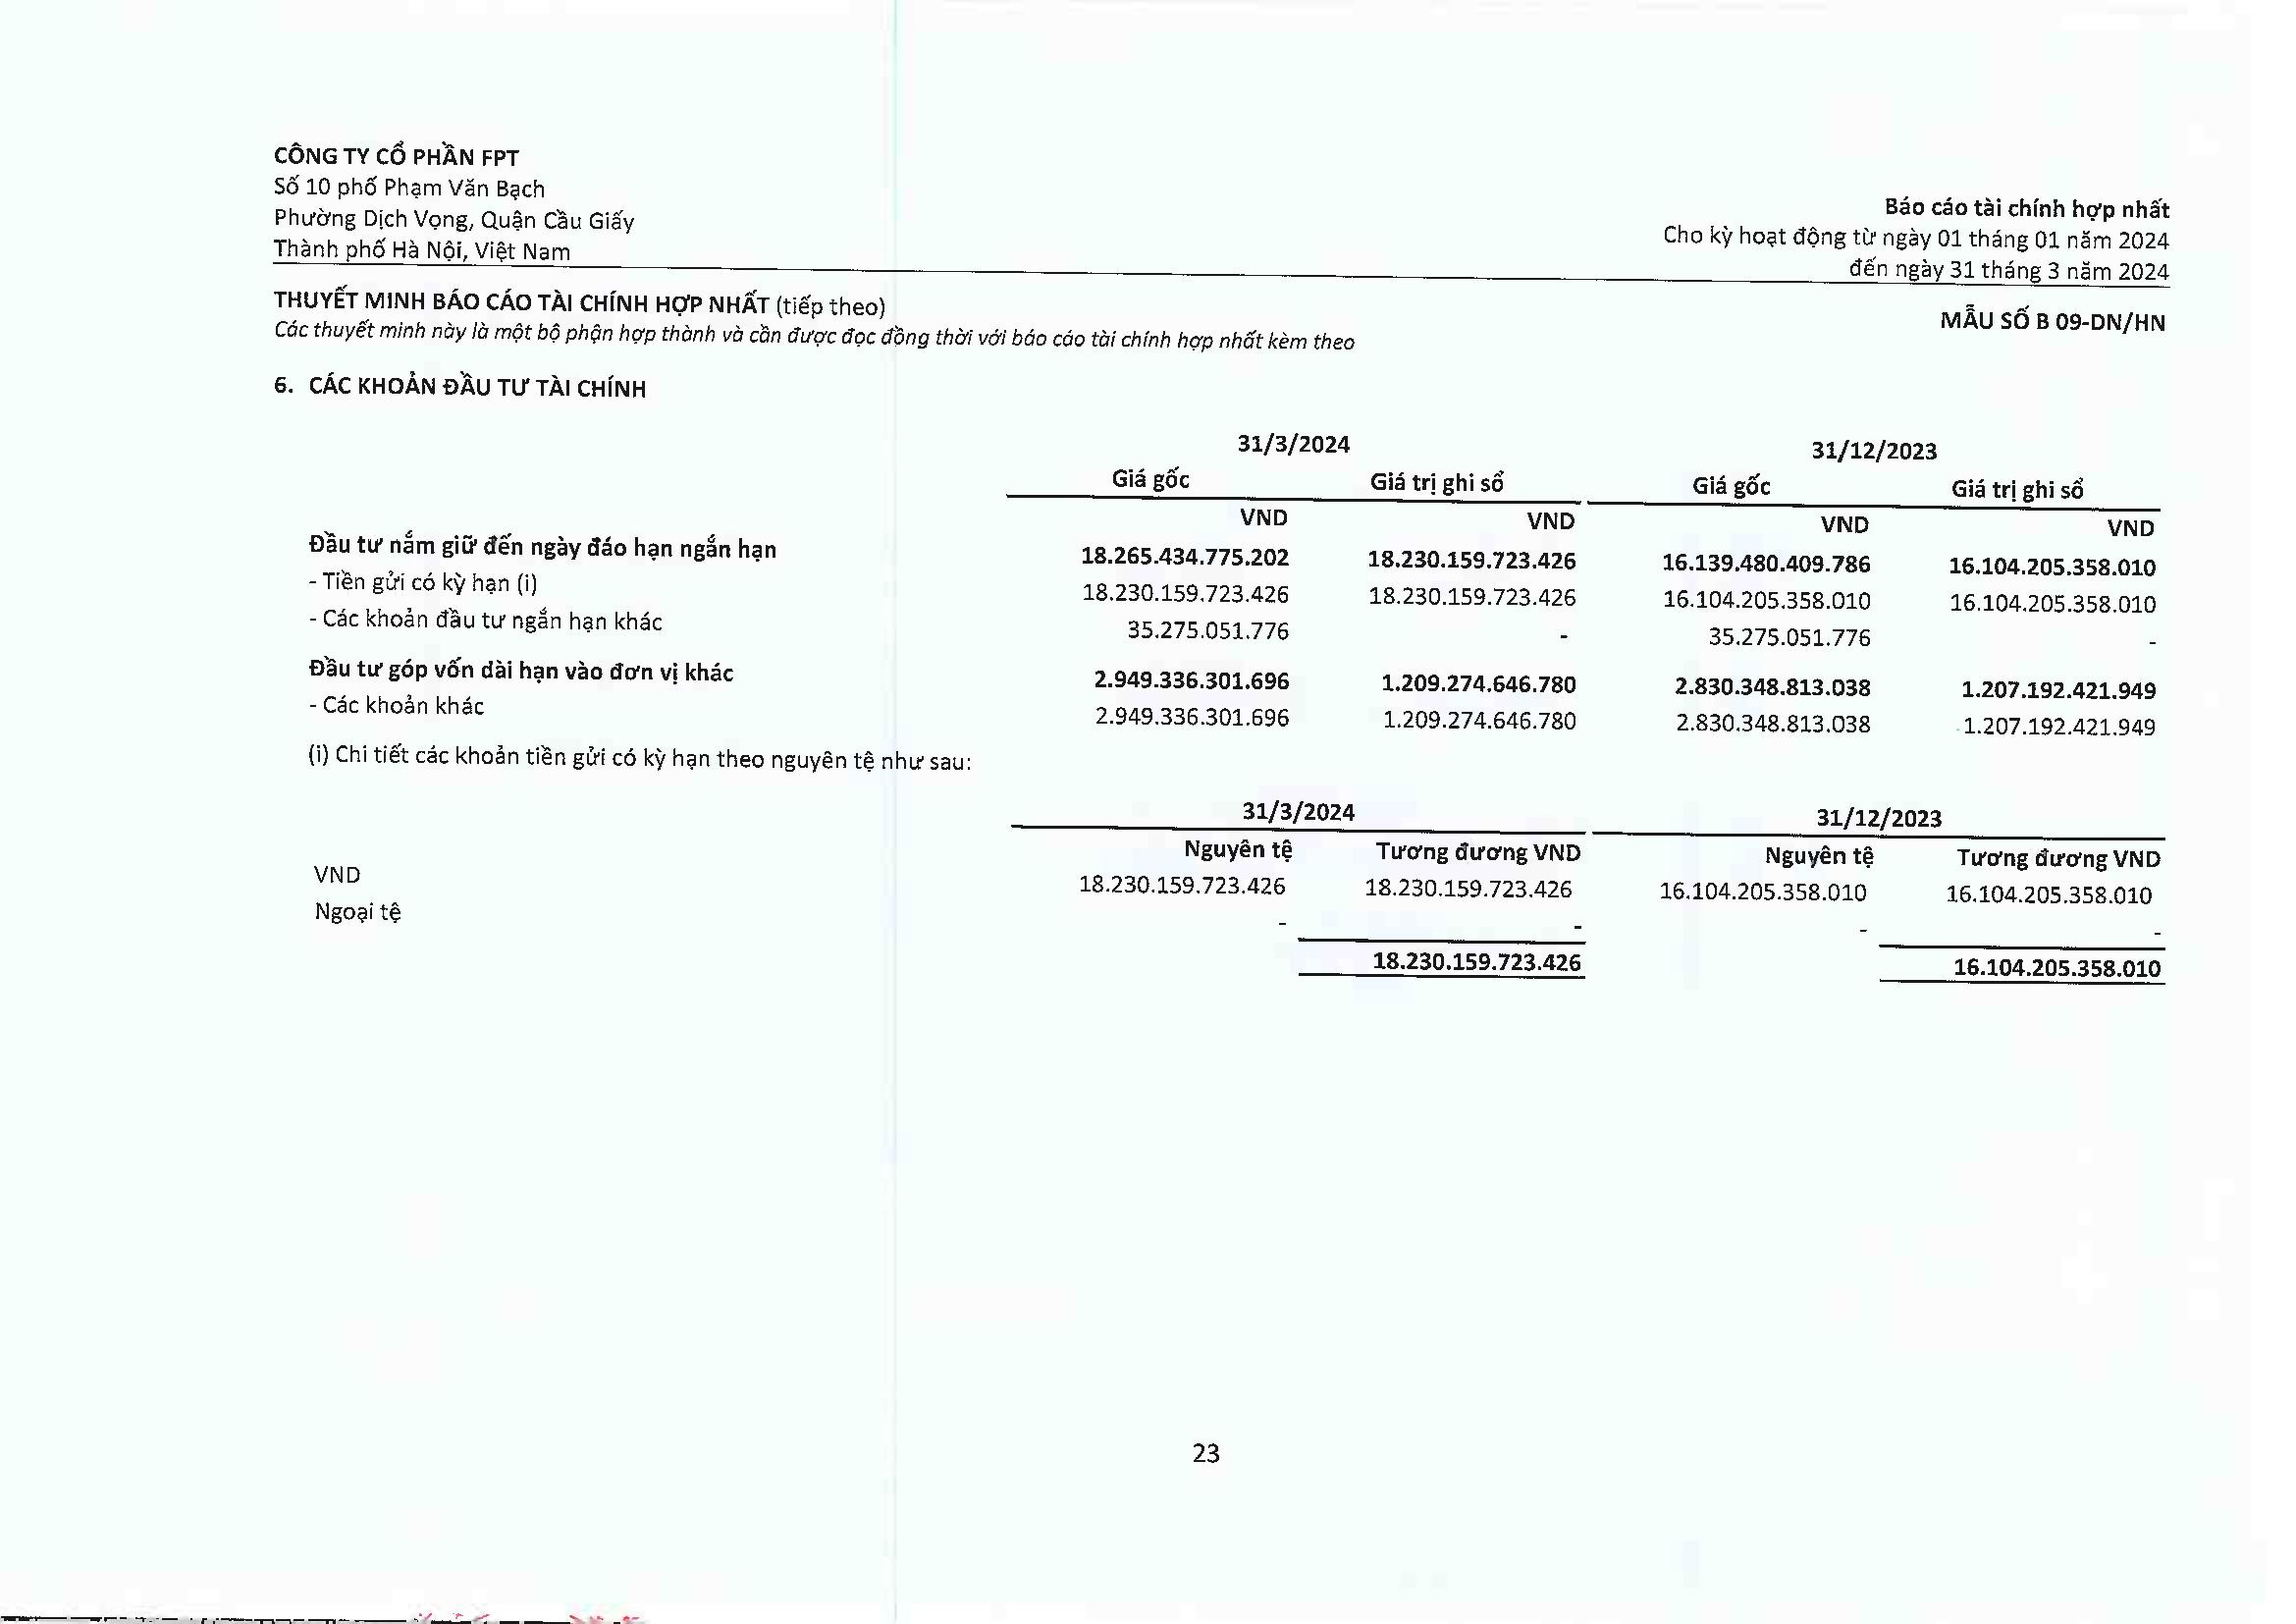 CÔNG TY CỔ PHẦN FPT
Số 10 phố Phạm Văn Bạch
Phường Dịch Vọng, Quận Cầu Giấy
Thành phố Hà Nội, Việt Nam
Báo cáo tài chính hợp nhất
Cho kỳ hoạt động từ ngày 01 tháng 01 năm 2024
đến ngày 31 tháng 3 năm 2024
THUYẾT MINH BÁO CÁO TÀI CHÍNH HỢP NHẤT (tiếp theo)
MẪU SỐ B 09-DN/HN
Các thuyết minh này là một bộ phận hợp thành và cần được đọc đồng thời với báo cáo tài chính hợp nhất kèm theo
6. CÁC KHOẢN ĐẦU TƯ TÀI CHÍNH
31/3/2024 31/12/2023
Giá gốc Giá trị ghi sổ Giá gốc Giá trị ghi sổ
VND VND VND VND
Đầu tư nắm giữ đến ngày đáo hạn ngắn hạn 18.265.434.775.202 18.230.159.723.426 16.139.480.409.786 16.104.205.358.010
- Tiền gửi có kỳ hạn (i) 18.230.159.723.426 18.230.159.723.426 16.104.205.358.010 16.104.205.358.010
- Các khoản đầu tư ngắn hạn khác 35.275.051.776 - 35.275.051.776 -
Đầu tư góp vốn dài hạn vào đơn vị khác 2.949.336.301.696 1.209.274.646.780 2.830.348.813.038 1.207.192.421.949
- Các khoản khác 2.949.336.301.696 1.209.274.646.780 2.830.348.813.038 1.207.192.421.949
(i) Chi tiết các khoản tiền gửi có kỳ hạn theo nguyên tệ như sau:
31/3/2024 31/12/2023
Nguyên tệ Tương đương VND Nguyên tệ Tương đương VND
VND 18.230.159.723.426 18.230.159.723.426 16.104.205.358.010 16.104.205.358.010
Ngoại tệ - - - -
18.230.159.723.426 16.104.205.358.010
23